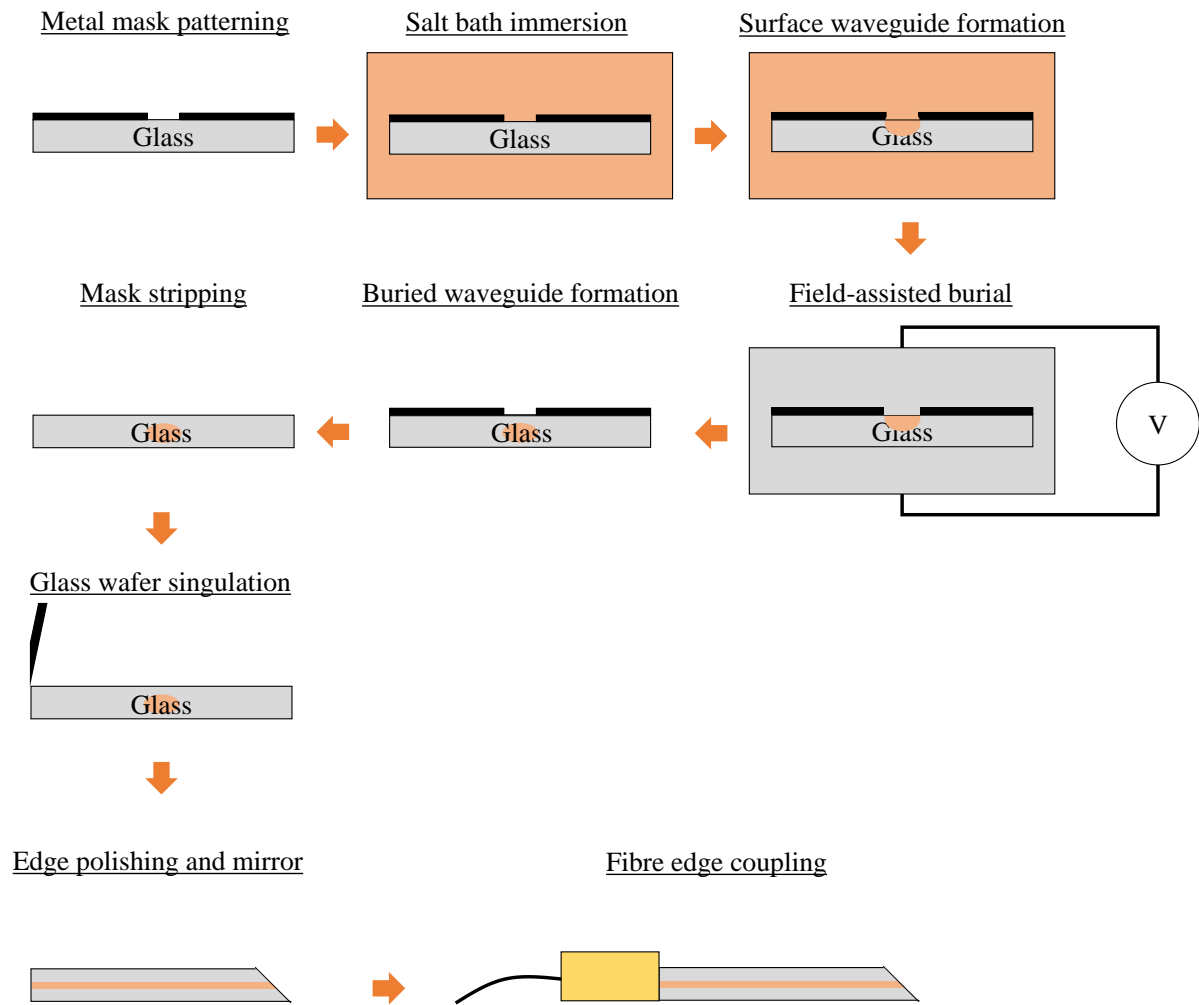 Metal mask patterning
Salt bath immersion
Surface waveguide formation
Glass
Glass
Glass
Mask stripping
Buried waveguide formation
Field-assisted burial
Glass
Glass
Glass
V
Glass wafer singulation
Glass
Edge polishing and mirror
Fibre edge coupling